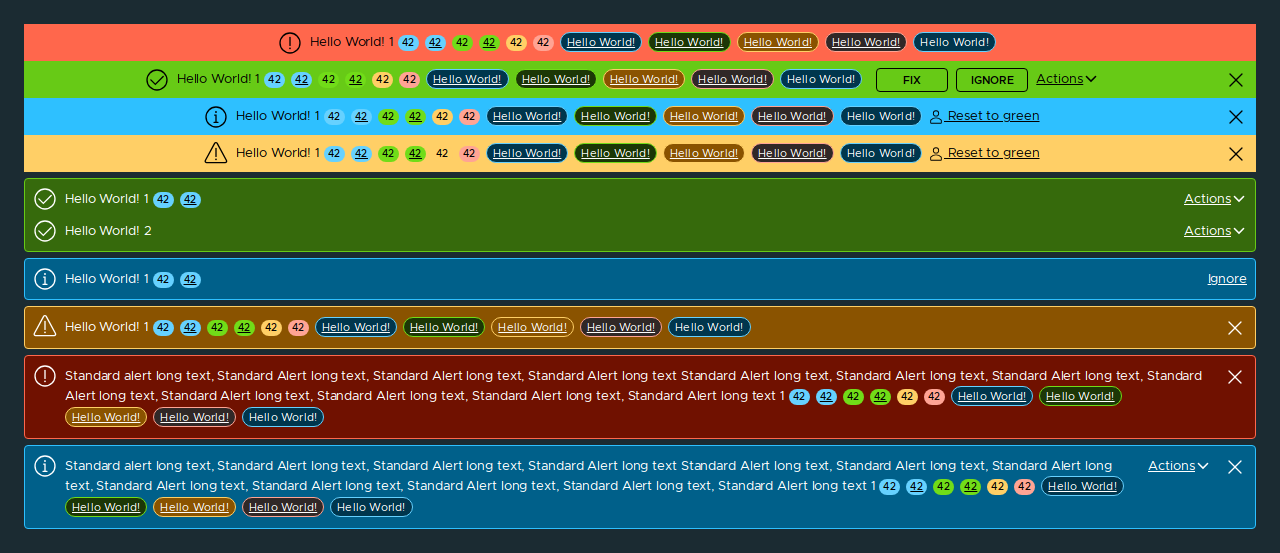 Hello World! 1 42 42 42 42 42 42 Hello World! Hello World! Hello World! Hello World! Hello World!
Hello World! 1 42 42 42 42 42 42 Hello World! Hello World! Hello World! Hello World! Hello World! FIX IGNORE Actions
Hello World! 1 42 42 42 42 42 42 Hello World! Hello World! Hello World! Hello World! Hello World! Reset to green
Hello World! 1 42 42 42 42 42 42 Hello World! Hello World! Hello World! Hello World! Hello World! Reset to green
Hello World! 1 42 42 Actions
Hello World! 2 Actions
Hello World! 1 42 42 Ignore
Hello World! 1 42 42 42 42 42 42 Hello World! Hello World! Hello World! Hello World! Hello World!
Standard alert long text, Standard Alert long text, Standard Alert long text, Standard Alert long text Standard Alert long text, Standard Alert long text, Standard Alert long text, Standard
Alert long text, Standard Alert long text, Standard Alert long text, Standard Alert long text, Standard Alert long text 1 42 42 42 42 42 42 Hello World! Hello World!
Hello World! Hello World! Hello World!
Standard alert long text, Standard Alert long text, Standard Alert long text, Standard Alert long text Standard Alert long text, Standard Alert long text, Standard Alert long Actions
text, Standard Alert long text, Standard Alert long text, Standard Alert long text, Standard Alert long text, Standard Alert long text 1 42 42 42 42 42 42 Hello World!
Hello World! Hello World! Hello World! Hello World!